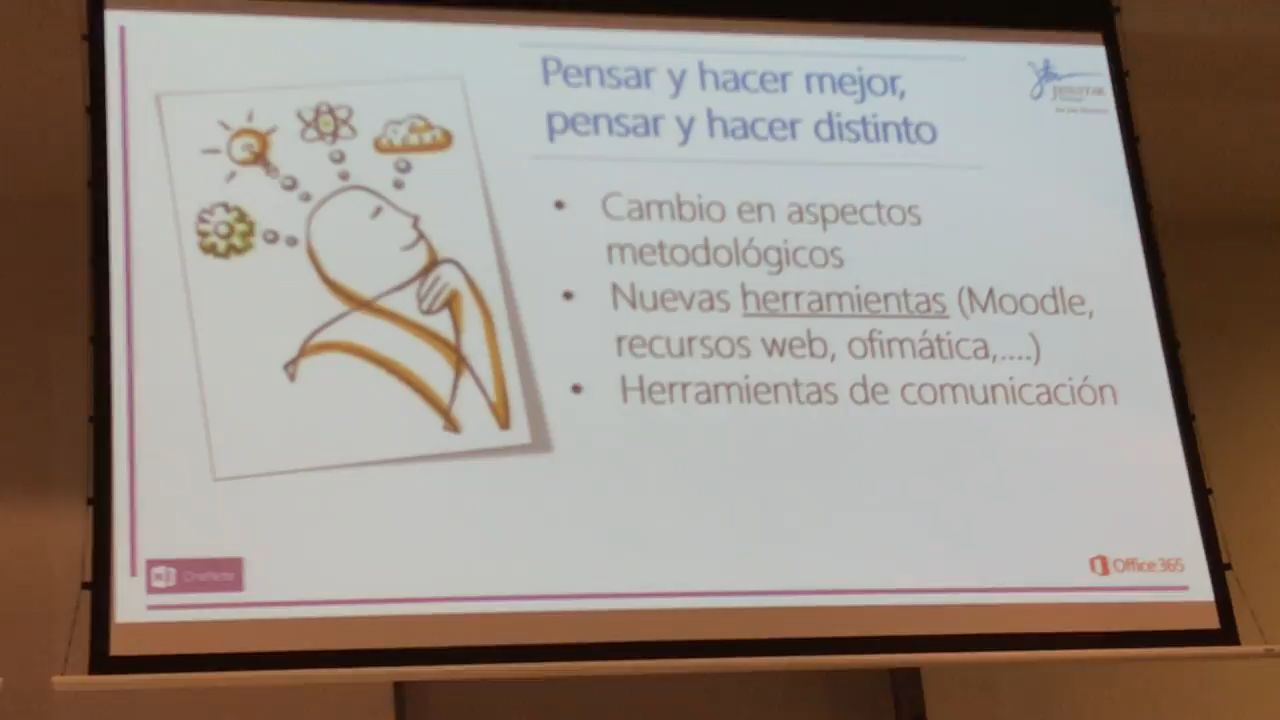 Pensar y hacer mejor,
pensar y hacer distinto
• Cambio en aspectos
metodológicos
• Nuevas herramientas (Moodle,
recursos web, ofimática,....)
• Herramientas de comunicación
OneNote
Office 365